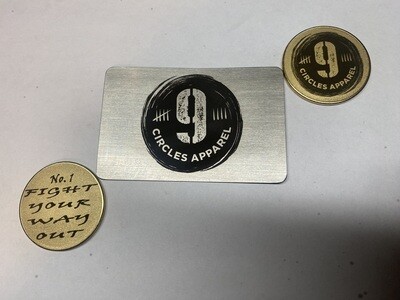 9
CIRCLES APPAREL
9
CIRCLES APPAREL
No. 1
FIGHT
YOUR
WAY
OUT